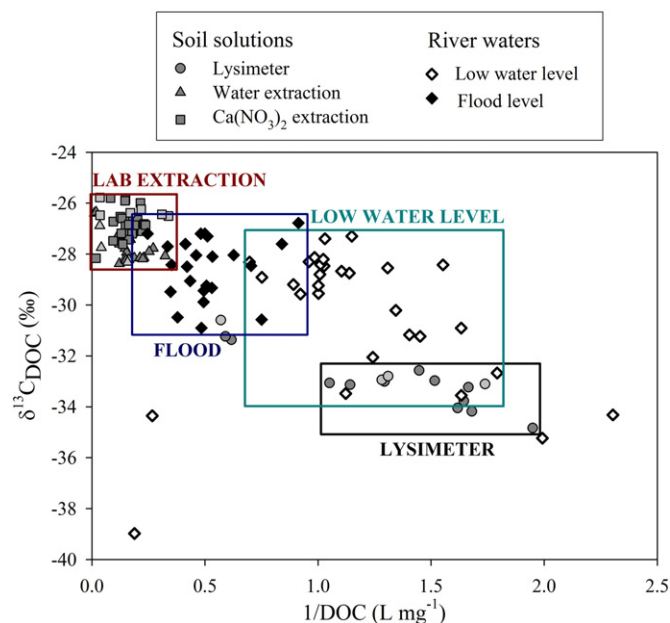 Soil solutions
Lysimeter
Water extraction
Ca(NO3)2 extraction
River waters
Low water level
Flood level
-24
-26
-28
-30
-32
-34
-36
-38
-40
δ13CDOC (‰)
LAB EXTRACTION
LOW WATER LEVEL
FLOOD
LYSIMETER
0.0 0.5 1.0 1.5 2.0 2.5
1/DOC (L mg-1)